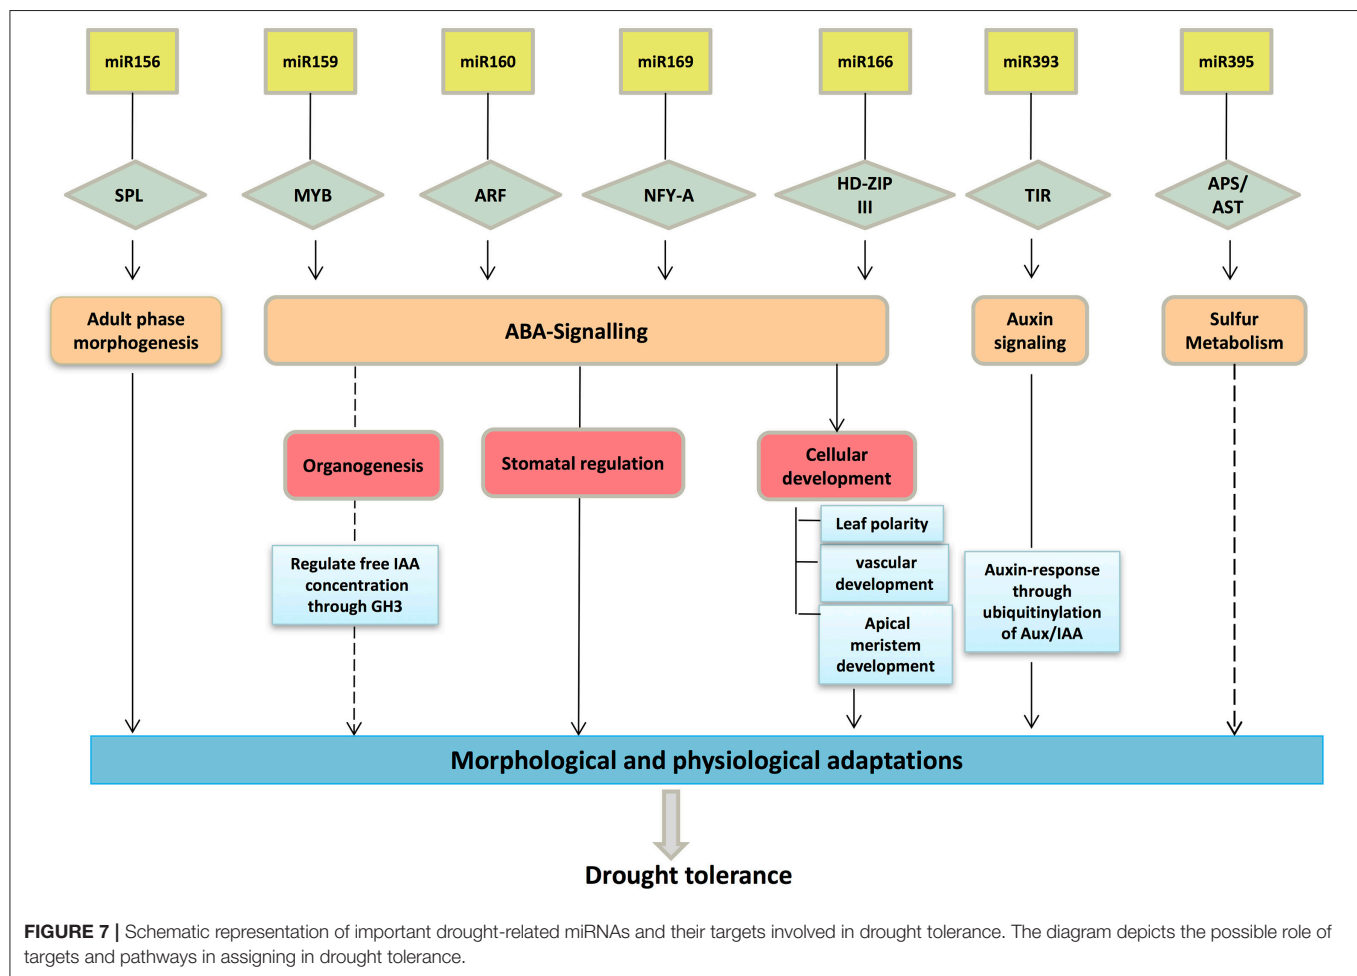 miR156
miR159
miR160
miR169
miR166
miR393
miR395
SPL
MYB
ARF
NFY-A
HD-ZIP
III
TIR
APS/
AST
Adult phase
morphogenesis
ABA-Signalling
Auxin
signaling
Sulfur
Metabolism
Organogenesis
Stomatal regulation
Cellular
development
Regulate free IAA
concentration
through GH3
Leaf polarity
vascular
development
Apical
meristem
development
Auxin-response
through
ubiquitinylation
of Aux/IAA
Morphological and physiological adaptations
Drought tolerance
FIGURE 7 | Schematic representation of important drought-related miRNAs and their targets involved in drought tolerance. The diagram depicts the possible role of
targets and pathways in assigning in drought tolerance.